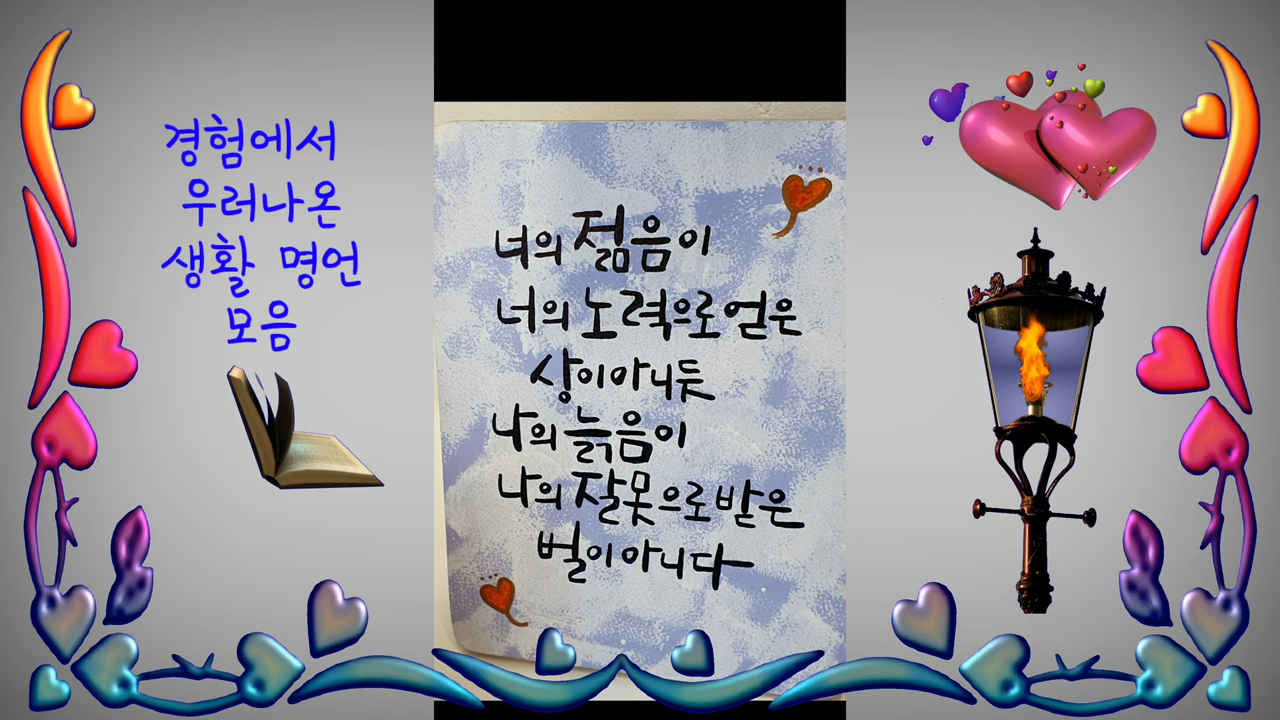 경험에서
우러나온
생활 명언
모음
너의 젊음이
너의 노력으로 얻은
상이 아니듯
나의 늙음이
나의 잘못으로 받은
벌이 아니다